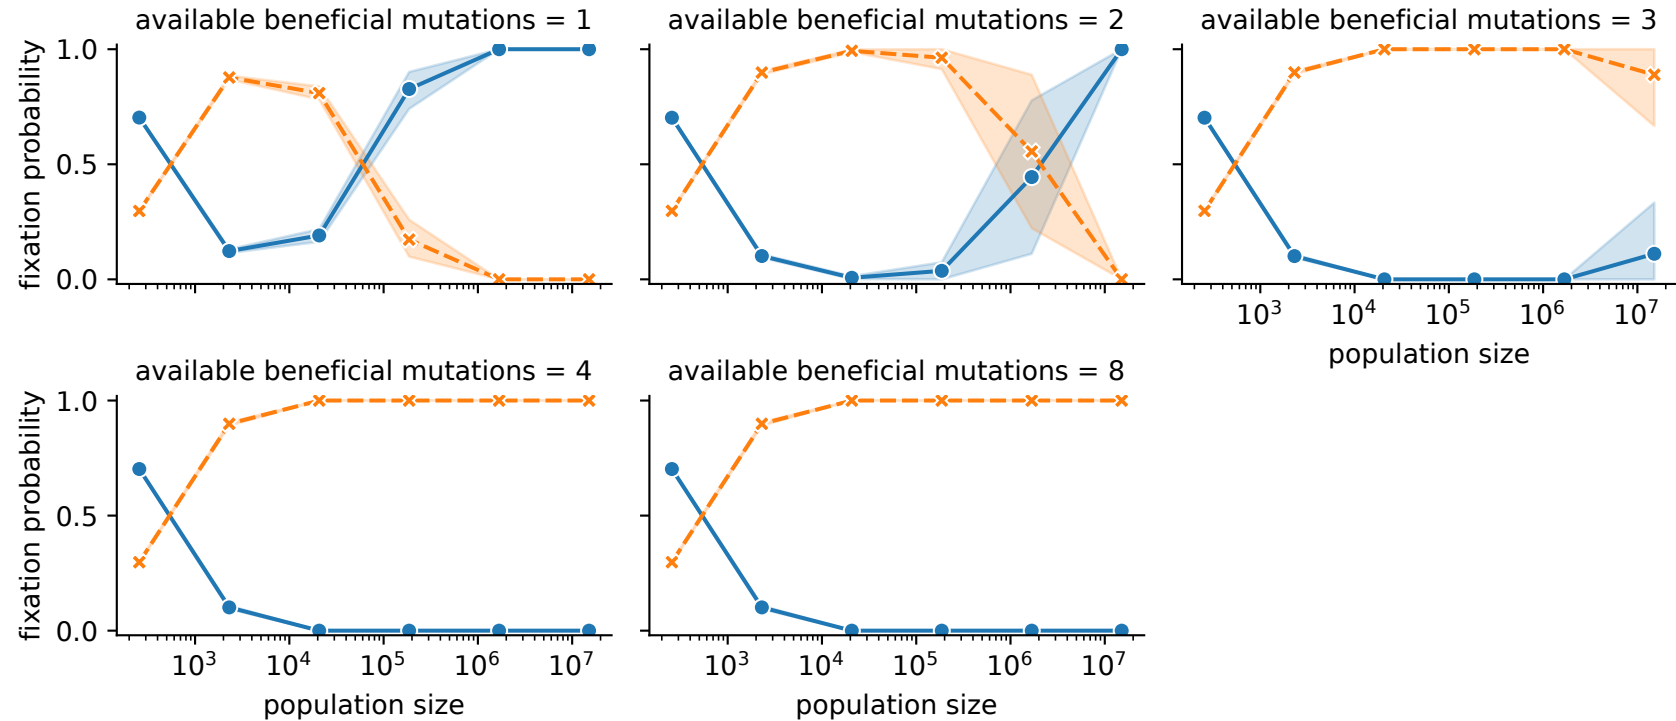 available beneficial mutations = 1
available beneficial mutations = 2
available beneficial mutations = 3
fixation probability
1.0
0.5
0.0
10³ 10⁴ 10⁵ 10⁶ 10⁷
population size
available beneficial mutations = 4
available beneficial mutations = 8
fixation probability
1.0
0.5
0.0
10³ 10⁴ 10⁵ 10⁶ 10⁷
10³ 10⁴ 10⁵ 10⁶ 10⁷
population size
population size